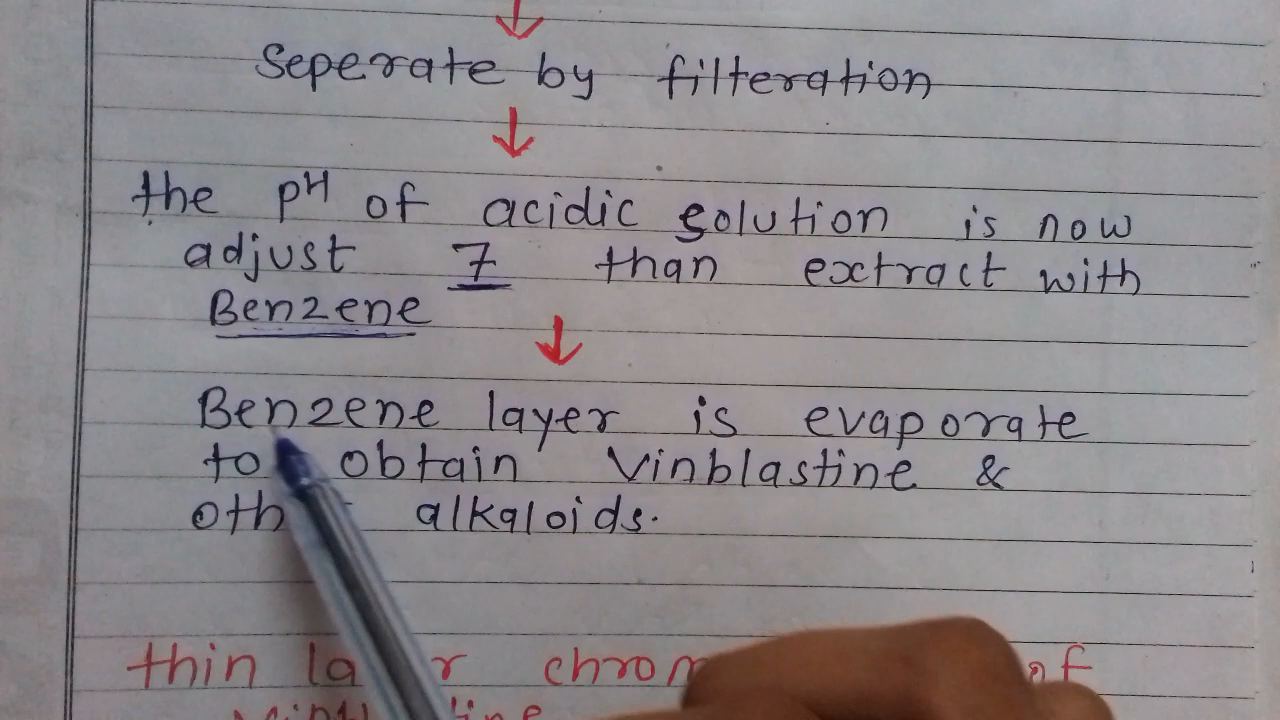 Seperate by filteration
the pH of acidic solution is now
adjust 7 than extract with
Benzene
Benzene layer is evaporate
to obtain Vinblastine &
alkaloids.
thin of